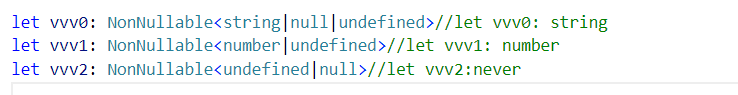 let vvv0: NonNullable<string|null|undefined>//let vvv0: string
let vvv1: NonNullable<number|undefined>//let vvv1: number
let vvv2: NonNullable<undefined|null>//let vvv2:never